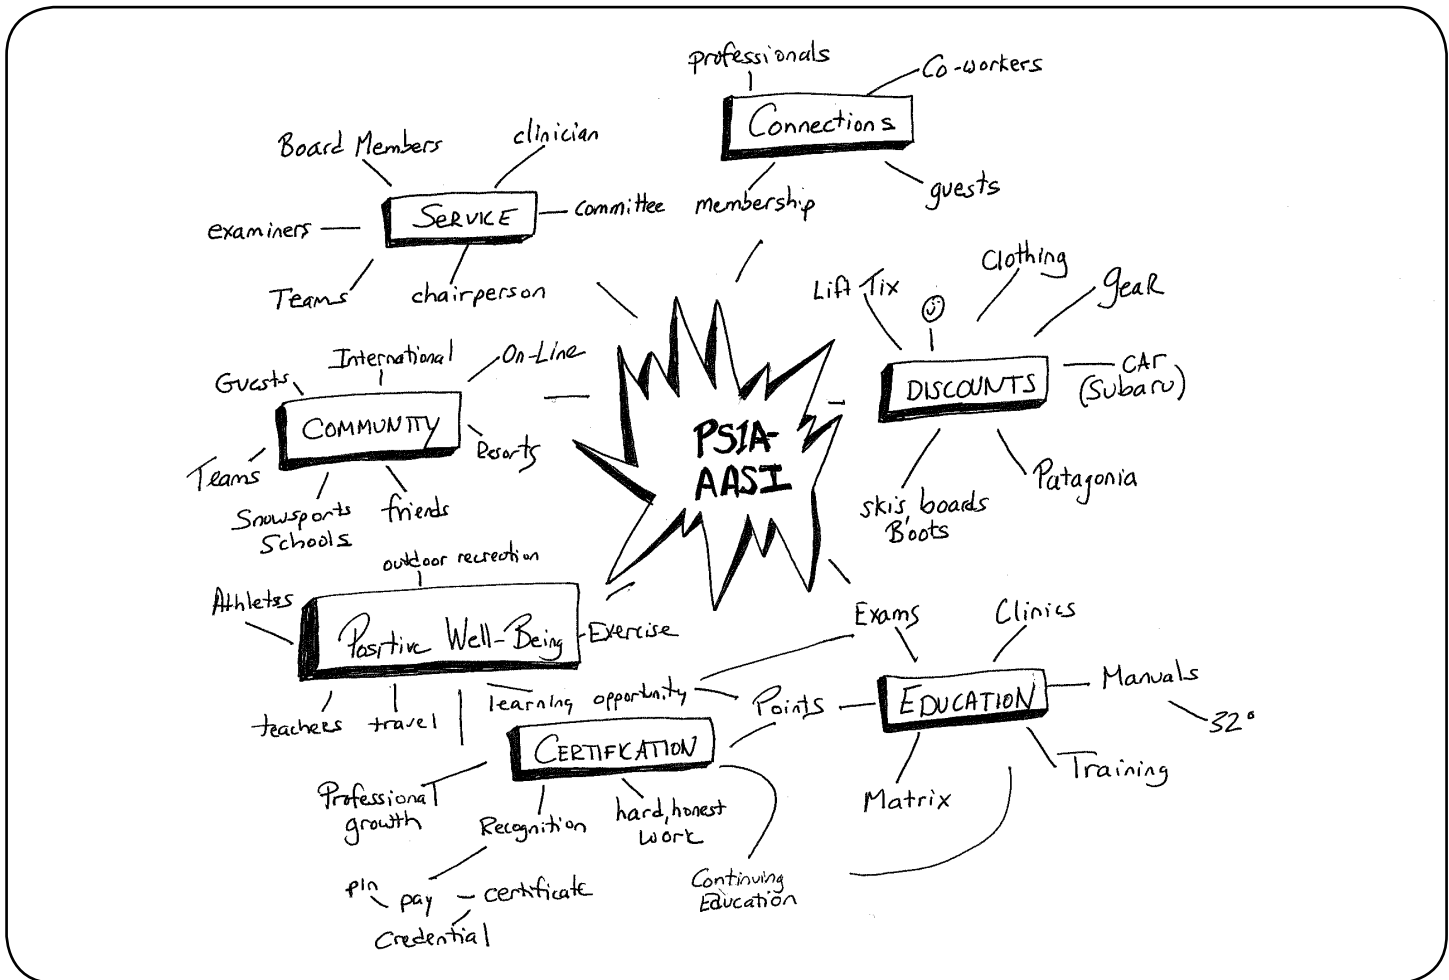 professionals
Co-workers
Connections
membership
guests
Board Members
clinician
SERVICE
committee
examiners
Teams
chairperson
Lift Tix
Clothing
geaR
DISCOUNTS
CAr
(Subaru)
skis, boards
Boots
Patagonia
International
On-Line
Guests
COMMUNITY
Resorts
Teams
Snowsports
Schools
friends
PSIA-
AASI
outdoor recreation
Athletes
Positive Well-Being
Exercise
teachers
travel
learning opportunity
Exams
Clinics
Points
EDUCATION
Manuals
32°
Matrix
Training
CERTIFICATION
Professional
growth
Recognition
hard, honest
work
pin
pay
certificate
Credential
Continuing
Education